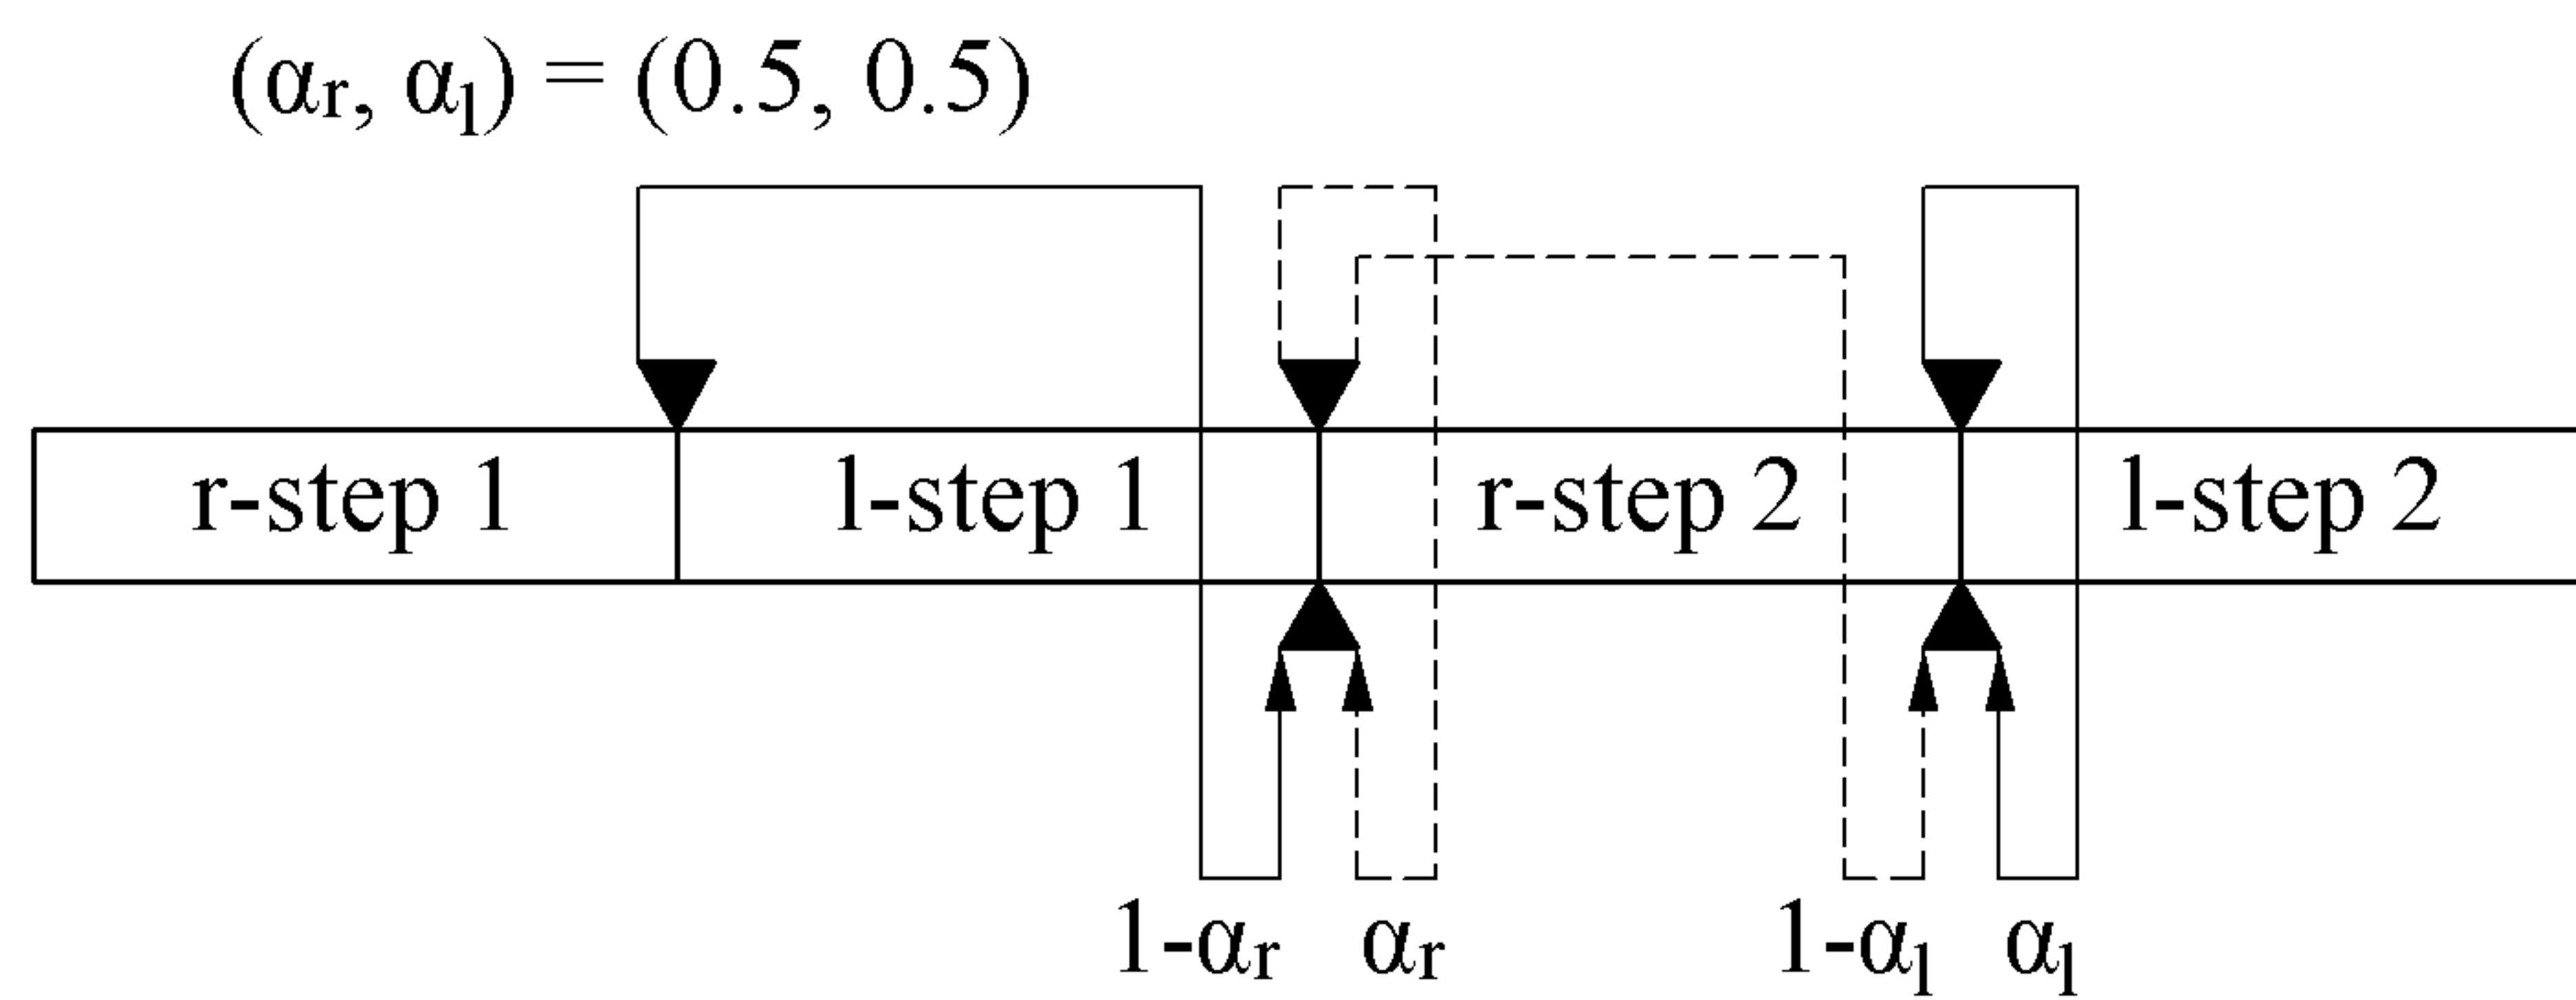 (αr, αl) = (0.5, 0.5)
r-step 1 l-step 1 r-step 2 l-step 2
1-αr αr 1-αl αl